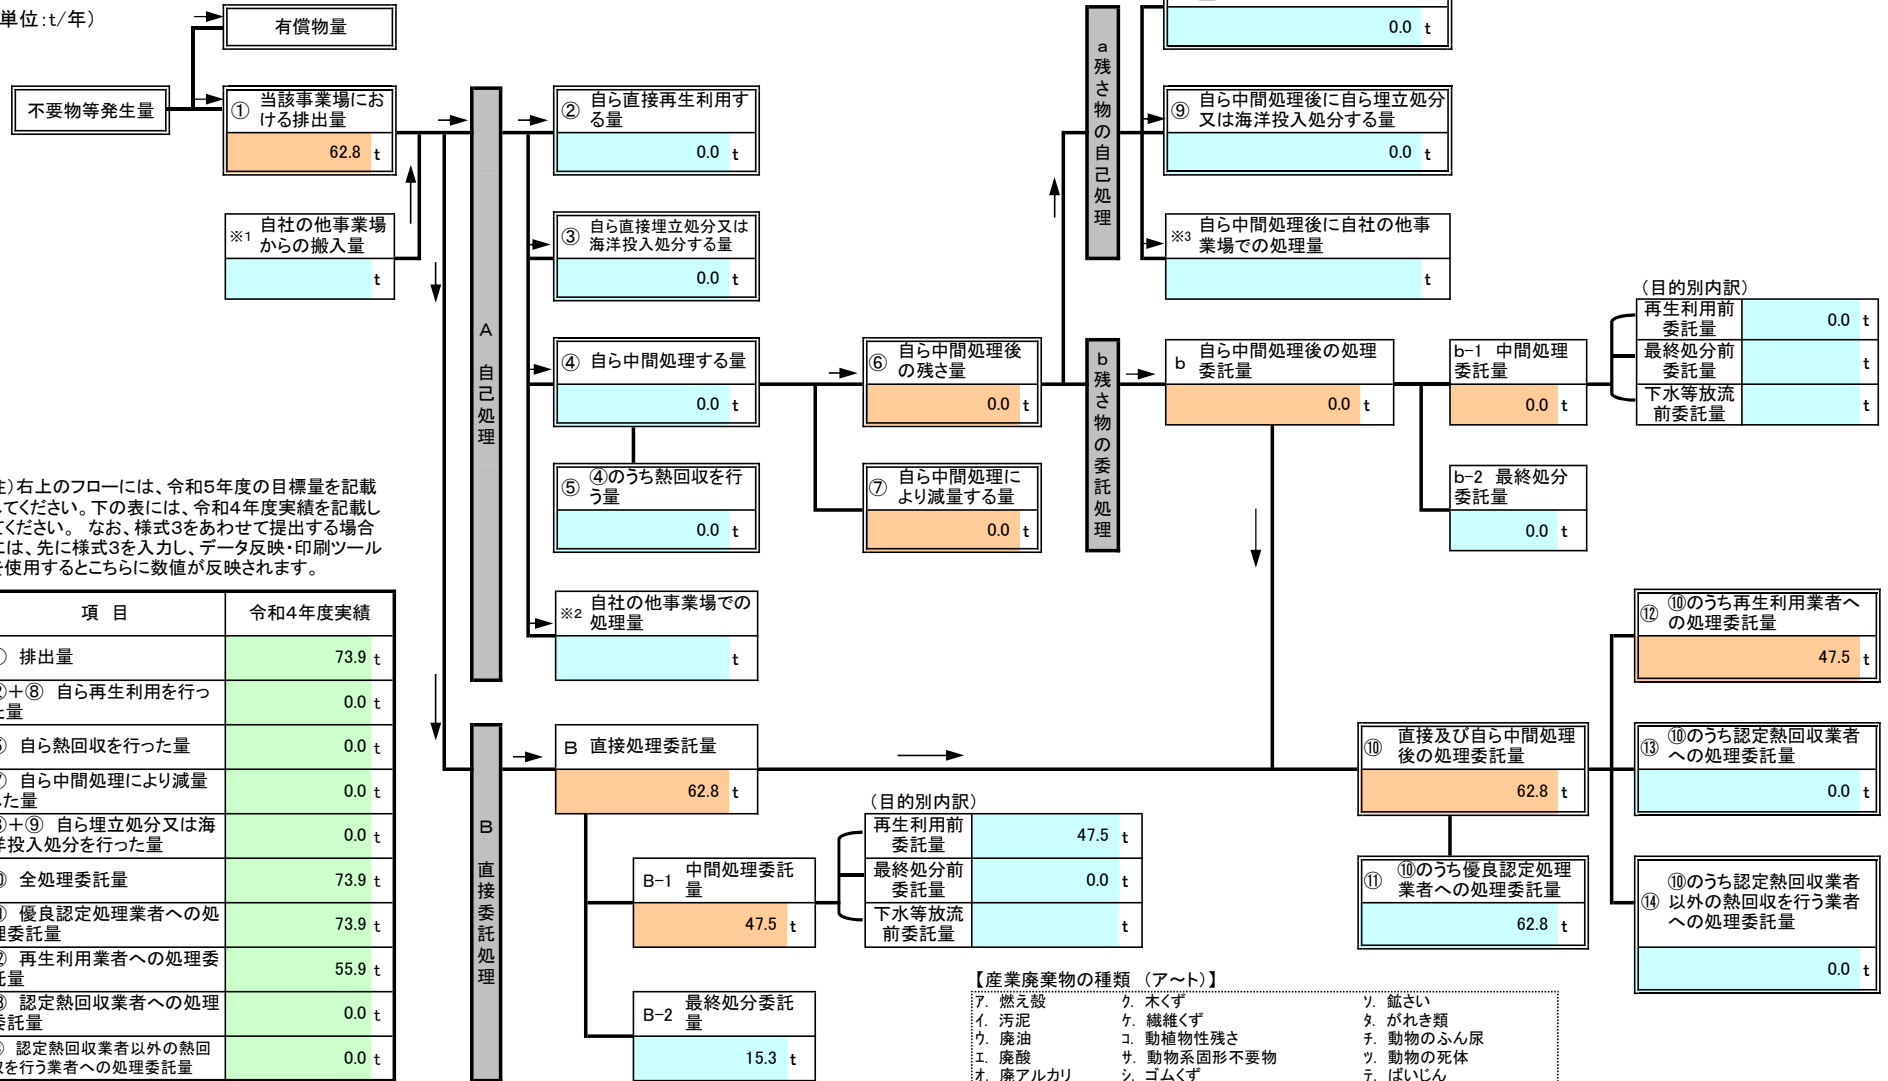 単位:t/年）
有償物量
不要物等発生量
① 当該事業場にお
ける排出量
62.8 t
※1 自社の他事業場
からの搬入量
t
A 自己処理
② 自ら直接再生利用す
る量
0.0 t
③ 自ら直接埋立処分又は
海洋投入処分する量
0.0 t
④ 自ら中間処理する量
0.0 t
⑤ ④のうち熱回収を行
う量
0.0 t
※2 自社の他事業場での
処理量
t
⑥ 自ら中間処理後
の残さ量
0.0 t
⑦ 自ら中間処理に
より減量する量
0.0 t
a 残さ物の自己処理
0.0 t
⑨ 自ら中間処理後に自ら埋立処分
又は海洋投入処分する量
0.0 t
※3 自ら中間処理後に自社の他事
業場での処理量
t
b 残さ物の委託処理
b 自ら中間処理後の処理
委託量
0.0 t
b-1 中間処理
委託量
0.0 t
b-2 最終処分
委託量
0.0 t
（目的別内訳）
再生利用前
委託量
0.0 t
最終処分前
委託量
t
下水等放流
前委託量
t
注）右上のフローには、令和5年度の目標量を記載
してください。下の表には、令和4年度実績を記載し
てください。 なお、様式3をあわせて提出する場合
には、先に様式3を入力し、データ反映・印刷ツール
を使用するとこちらに数値が反映されます。
項 目 令和4年度実績
① 排出量 73.9 t
②＋⑧ 自ら再生利用を行っ
た量 0.0 t
⑤ 自ら熱回収を行った量 0.0 t
⑦ 自ら中間処理により減量
した量 0.0 t
③＋⑨ 自ら埋立処分又は海
洋投入処分を行った量 0.0 t
⑩ 全処理委託量 73.9 t
⑪ 優良認定処理業者への処
理委託量 73.9 t
⑫ 再生利用業者への処理委
託量 55.9 t
⑬ 認定熱回収業者への処理
委託量 0.0 t
⑭ 認定熱回収業者以外の熱回
収を行う業者への処理委託量 0.0 t
B 直接委託処理
B 直接処理委託量
62.8 t
B-1 中間処理委託
量
47.5 t
B-2 最終処分委託
量
15.3 t
（目的別内訳）
再生利用前
委託量
47.5 t
最終処分前
委託量
0.0 t
下水等放流
前委託量
t
⑩ 直接及び自ら中間処理
後の処理委託量
62.8 t
⑪ ⑩のうち優良認定処理
業者への処理委託量
62.8 t
⑫ ⑩のうち再生利用業者へ
の処理委託量
47.5 t
⑬ ⑩のうち認定熱回収業者
への処理委託量
0.0 t
⑭ ⑩のうち認定熱回収業者
以外の熱回収を行う業者
への処理委託量
0.0 t
【産業廃棄物の種類 （ア～ト）】
ア. 燃え殻 ク. 木くず ソ. 鉱さい
イ. 汚泥 ケ. 繊維くず タ. がれき類
ウ. 廃油 コ. 動植物性残さ チ. 動物のふん尿
エ. 廃酸 サ. 動物系固形不要物 ツ. 動物の死体
オ. 廃アルカリ シ. ゴムくず テ. ばいじん